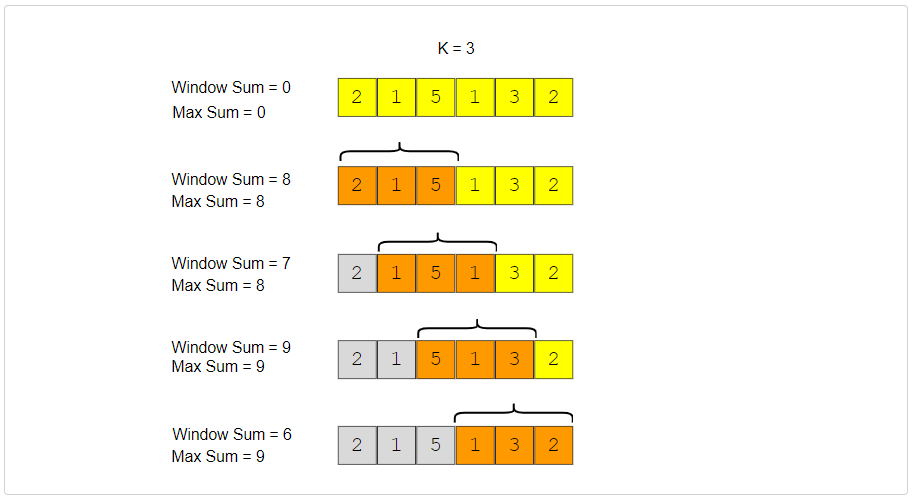 K = 3
Window Sum = 0
Max Sum = 0
2 1 5 1 3 2
Window Sum = 8
Max Sum = 8
2 1 5 1 3 2
Window Sum = 7
Max Sum = 8
2 1 5 1 3 2
Window Sum = 9
Max Sum = 9
2 1 5 1 3 2
Window Sum = 6
Max Sum = 9
2 1 5 1 3 2